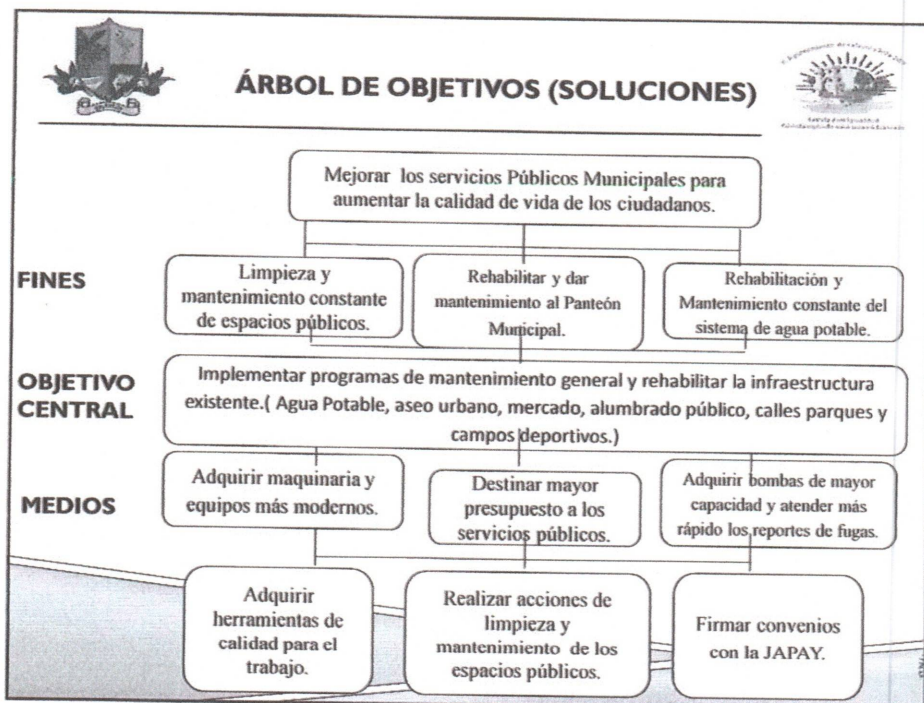 ÁRBOL DE OBJETIVOS (SOLUCIONES)
Mejorar los servicios Públicos Municipales para
aumentar la calidad de vida de los ciudadanos.
FINES
Limpieza y
mantenimiento constante
de espacios públicos.
Rehabilitar y dar
mantenimiento al Panteón
Municipal.
Rehabilitación y
Mantenimiento constante del
sistema de agua potable.
OBJETIVO
CENTRAL
Implementar programas de mantenimiento general y rehabilitar la infraestructura
existente.( Agua Potable, aseo urbano, mercado, alumbrado público, calles parques y
campos deportivos.)
MEDIOS
Adquirir maquinaria y
equipos más modernos.
Destinar mayor
presupuesto a los
servicios públicos.
Adquirir bombas de mayor
capacidad y atender más
rápido los reportes de fugas.
Adquirir
herramientas de
calidad para el
trabajo.
Realizar acciones de
limpieza y
mantenimiento de los
espacios públicos.
Firmar convenios
con la JAPAY.